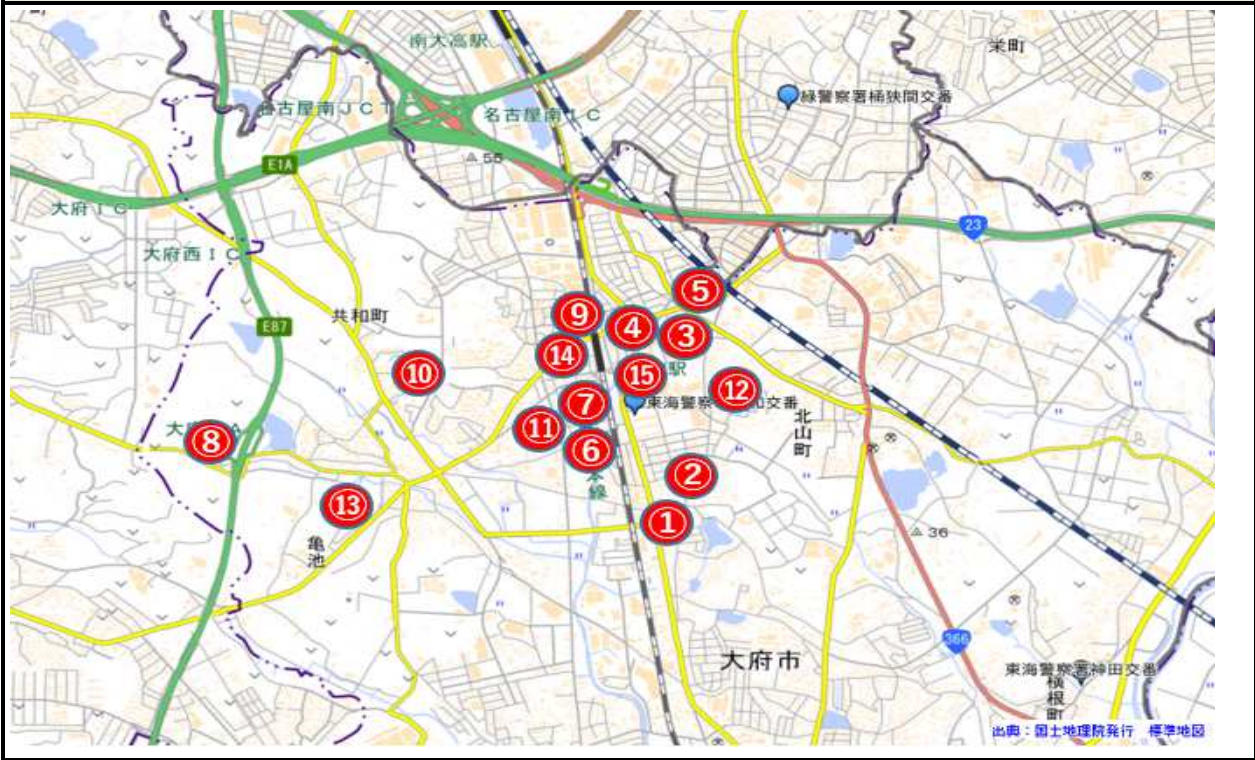 南大高駅
栄町
緑警察署桶狭間交番
名古屋南JCT
名古屋南IC
55
E1A
大府IC
23
大府西IC
⑤
共和町
E87
⑨
④
③
⑭
駅
⑩
⑮
⑫
⑦
東海警察
和交番
北山町
⑪
大府
⑧
⑥
本線
②
⑬
①
36
亀池
366
大府市
東海警察署神田交番
横根町
出典:国土地理院発行 標準地図